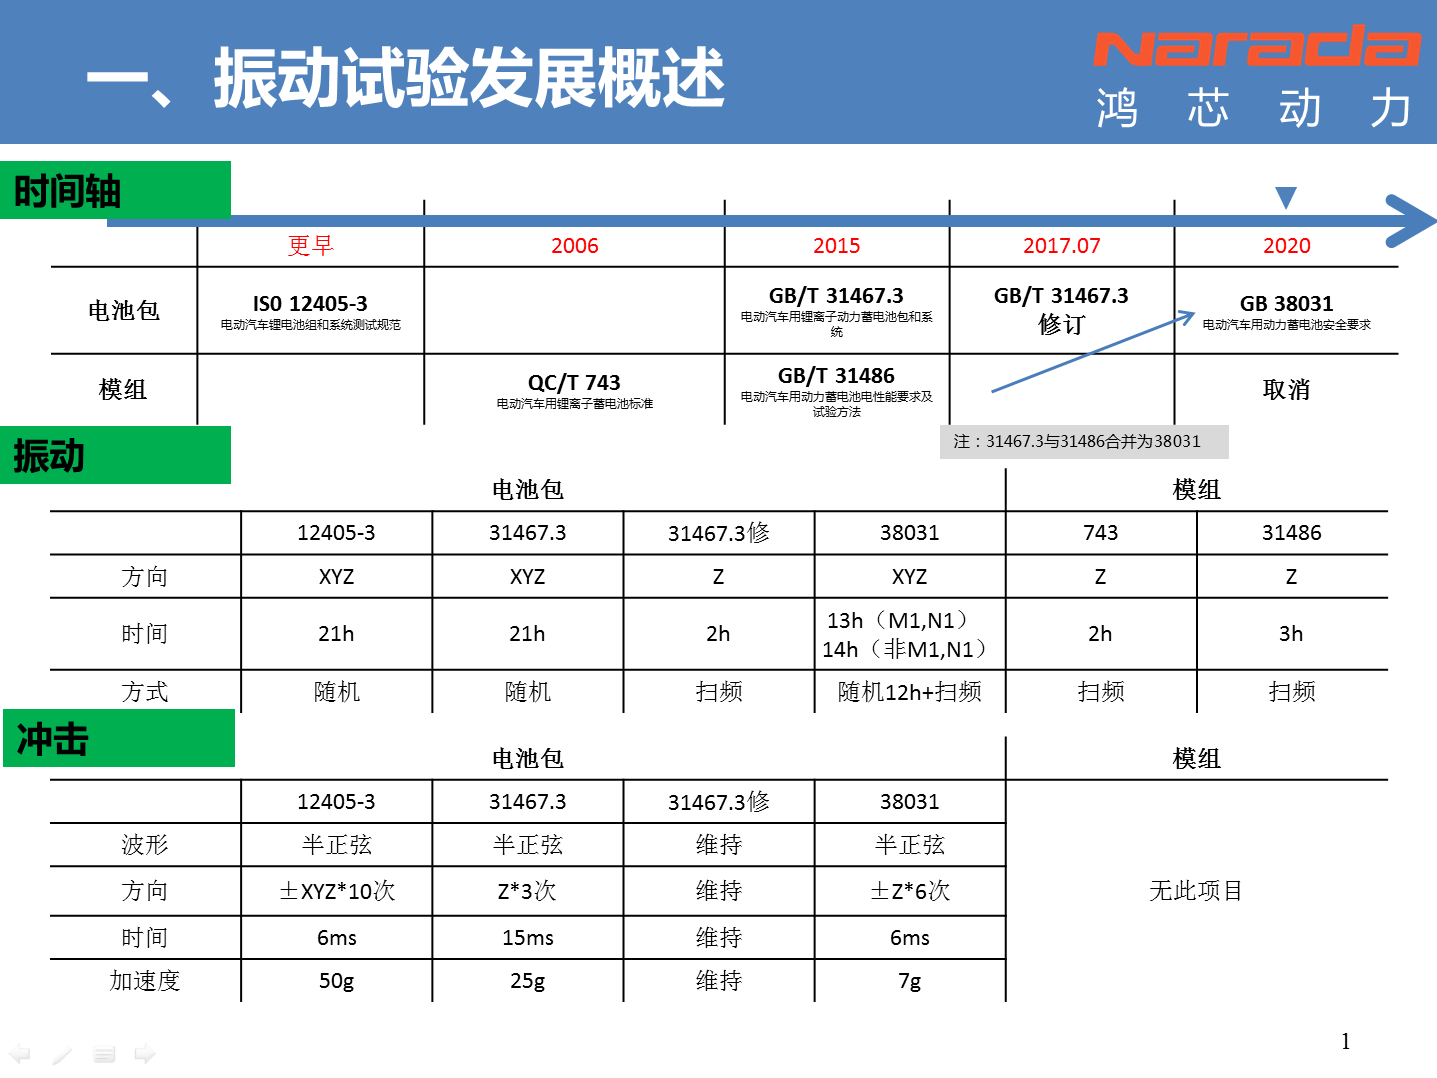 一、振动试验发展概述
Narada
鸿芯动力
时间轴
更早 2006 2015 2017.07 2020
电池包
IS0 12405-3
电动汽车锂电池组和系统测试规范
GB/T 31467.3
电动汽车用锂离子动力蓄电池包和系
统
GB/T 31467.3
修订
GB 38031
电动汽车用动力蓄电池安全要求
模组
QC/T 743
电动汽车用锂离子蓄电池标准
GB/T 31486
电动汽车用动力蓄电池电性能要求及
试验方法
取消
注：31467.3与31486合并为38031
振动
电池包 模组
12405-3 31467.3 31467.3修 38031 743 31486
方向 XYZ XYZ Z XYZ Z Z
时间 21h 21h 2h
13h（M1,N1）
14h（非M1,N1）
2h 3h
方式 随机 随机 扫频 随机12h+扫频 扫频 扫频
冲击
电池包 模组
12405-3 31467.3 31467.3修 38031
波形 半正弦 半正弦 维持 半正弦
方向 ±XYZ*10次 Z*3次 维持 ±Z*6次
无此项目
时间 6ms 15ms 维持 6ms
加速度 50g 25g 维持 7g
1